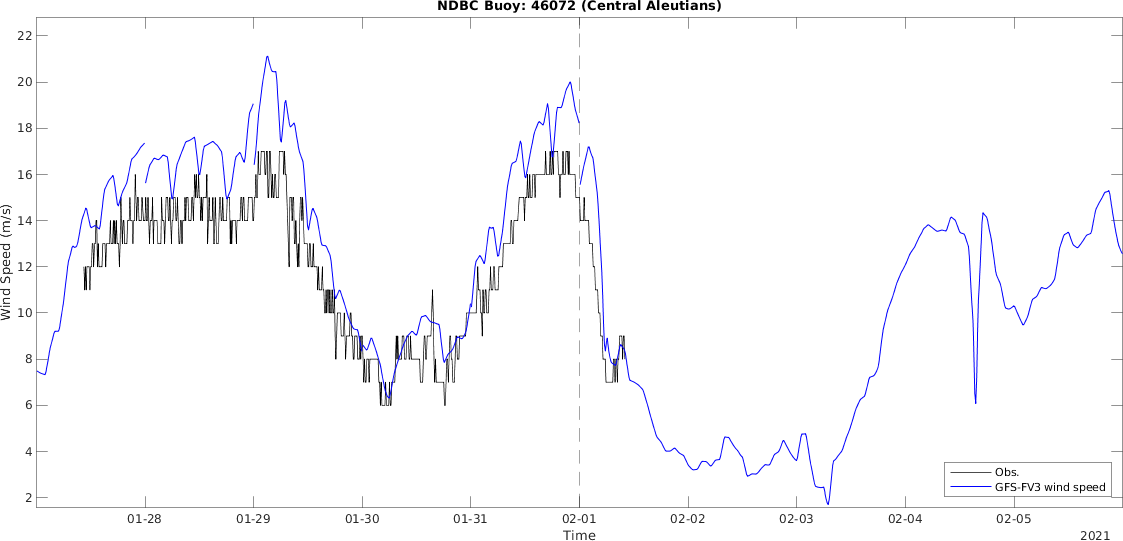 NDBC Buoy: 46072 (Central Aleutians)
22
20
18
16
14
12
10
8
6
4
2
Wind Speed (m/s)
01-28 01-29 01-30 01-31 02-01 02-02 02-03 02-04 02-05
Time
2021
Obs.
GFS-FV3 wind speed